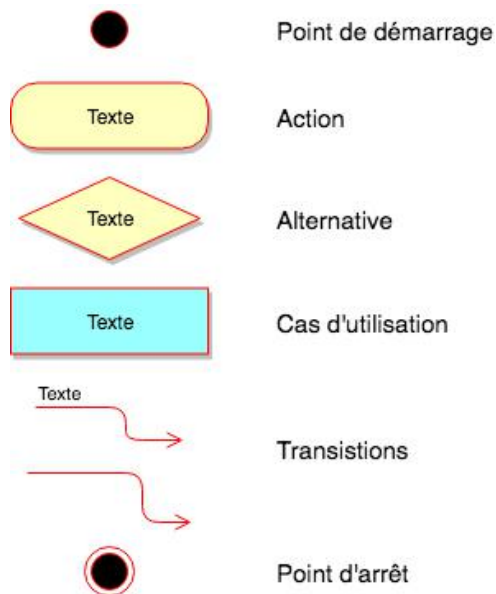 Point de démarrage
Texte
Action
Texte
Alternative
Texte
Cas d'utilisation
Texte
Transistions
Point d'arrêt